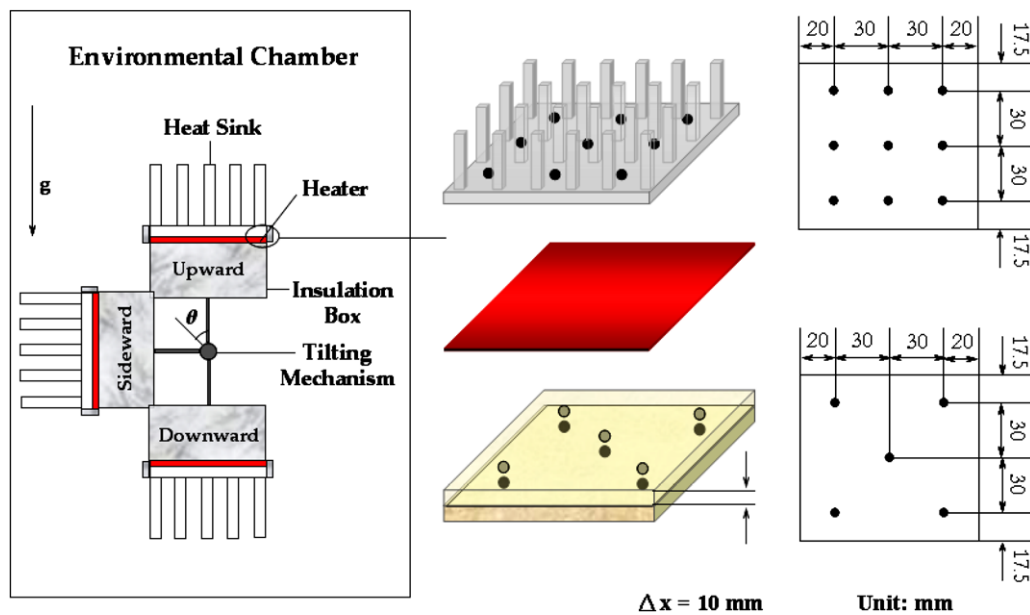 Environmental Chamber
g
Heat Sink
Heater
Upward
Insulation
Box
Sideward
θ
Tilting
Mechanism
Downward
Δ x = 10 mm
20 30 30 20
17.5
30
30
17.5
20 30 30 20
17.5
30
30
17.5
Unit: mm